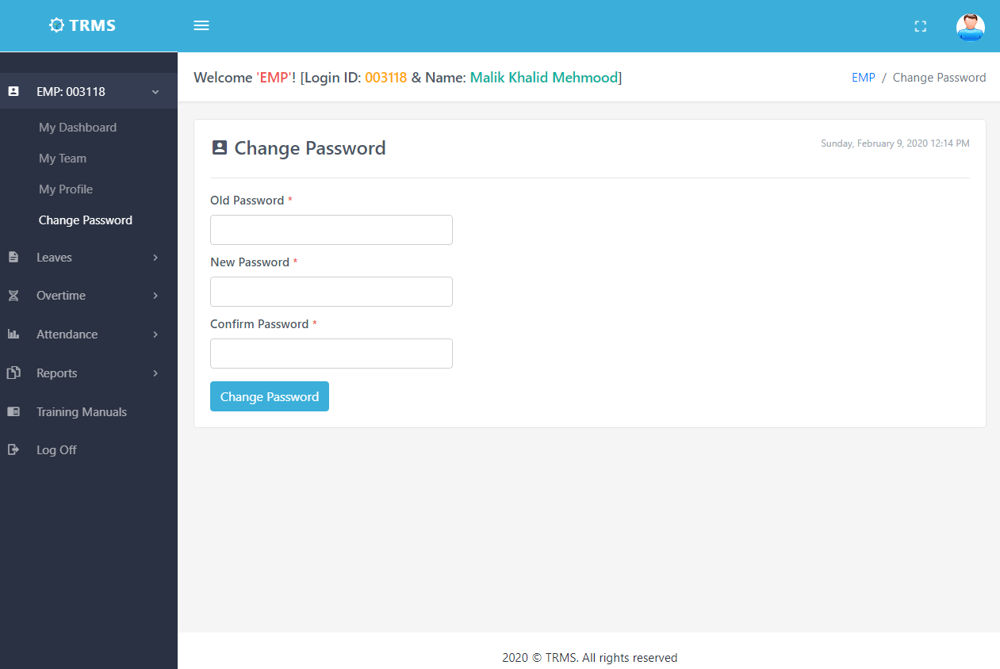 TRMS
Welcome 'EMP'! [Login ID: 003118 & Name: Malik Khalid Mehmood]
EMP / Change Password
EMP: 003118
My Dashboard
My Team
My Profile
Change Password
Leaves
Overtime
Attendance
Reports
Training Manuals
Log Off
Change Password
Sunday, February 9, 2020 12:14 PM
Old Password *
New Password *
Confirm Password *
Change Password
2020 © TRMS. All rights reserved